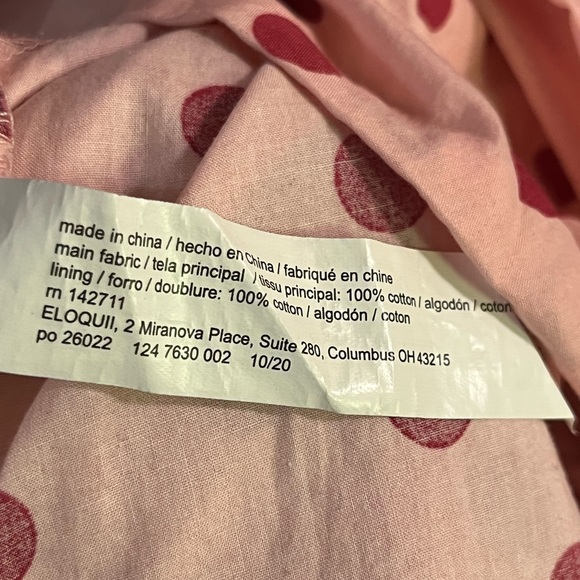 made in china / hecho en China / fabriqué en chine
main fabric / tela principal / tissu principal: 100% cotton / algodón / coton
lining / forro / doublure: 100% cotton / algodón / coton
m 142711
ELOQUII, 2 Miranova Place, Suite 280, Columbus OH 43215
po 26022 124 7630 002 10/20